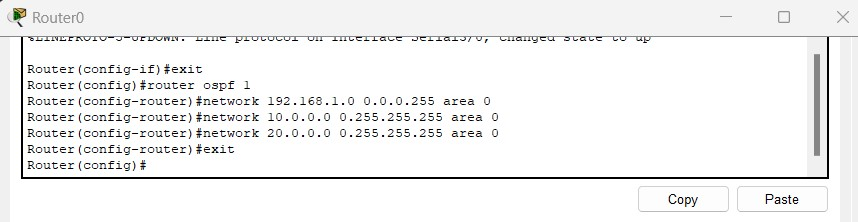 Router0
%LINEPROTO-5-UPDOWN: Line protocol on Interface Serial3/0, changed state to up
Router(config-if)#exit
Router(config)#router ospf 1
Router(config-router)#network 192.168.1.0 0.0.0.255 area 0
Router(config-router)#network 10.0.0.0 0.255.255.255 area 0
Router(config-router)#network 20.0.0.0 0.255.255.255 area 0
Router(config-router)#exit
Router(config)#
Copy Paste